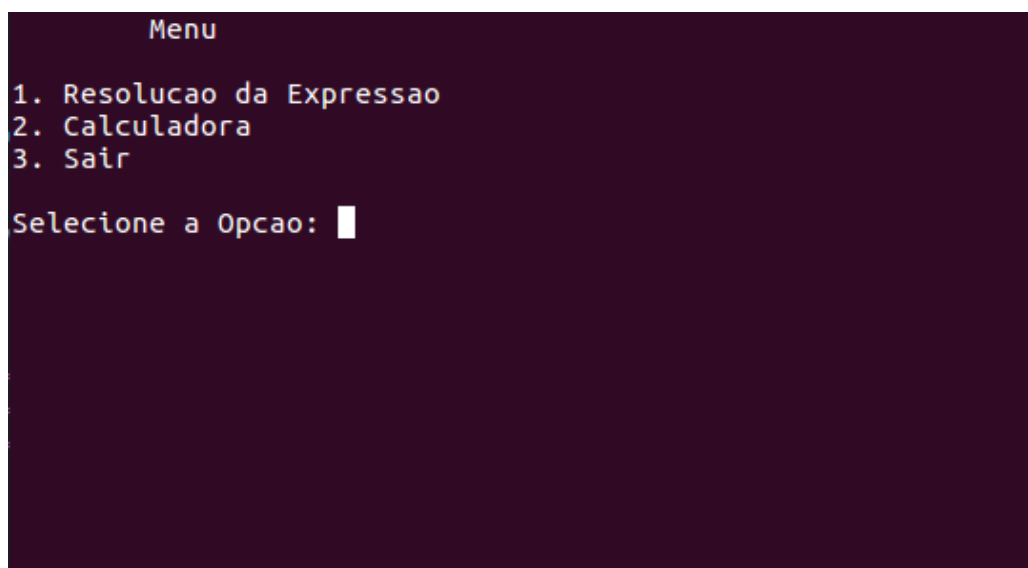 Menu
1. Resolucao da Expressao
2. Calculadora
3. Sair
Selecione a Opcao: